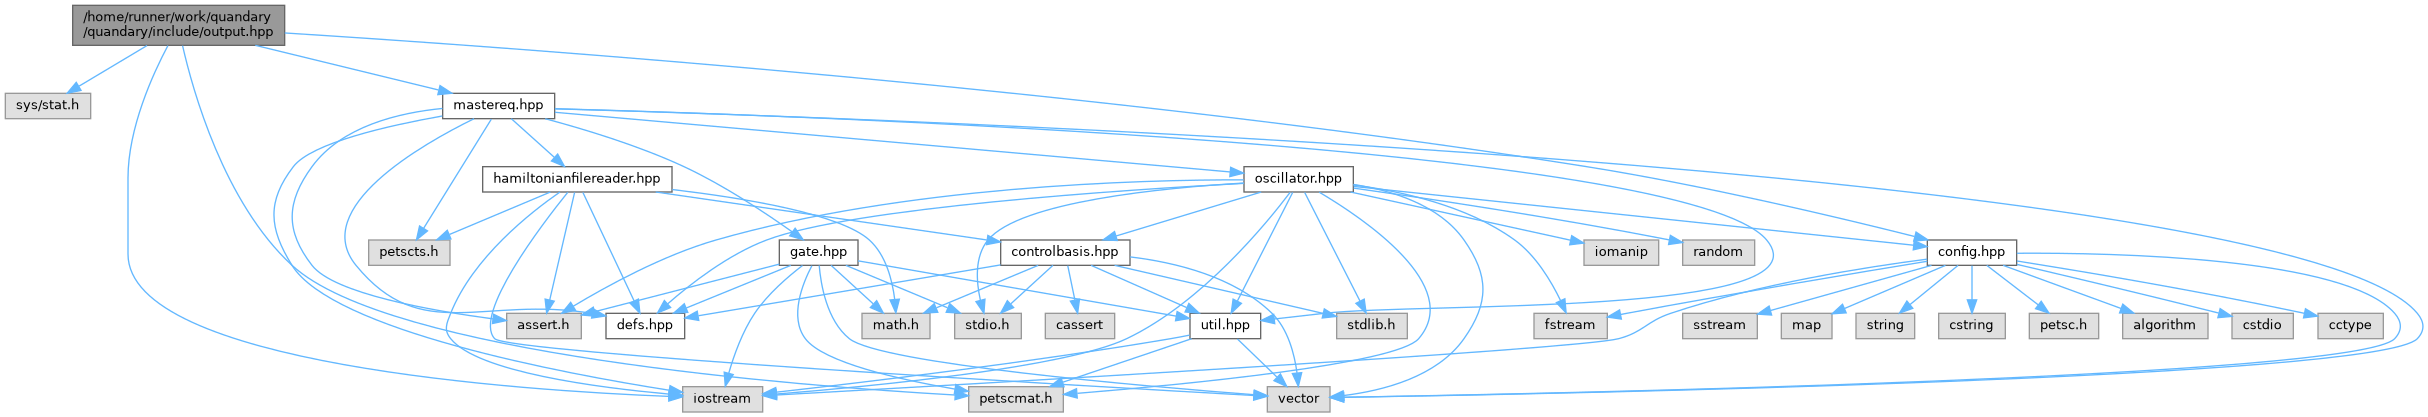 /home/runner/work/quandary
/quandary/include/output.hpp
sys/stat.h
mastereq.hpp
hamiltonianfilereader.hpp
oscillator.hpp
petscts.h
gate.hpp
controlbasis.hpp
iomanip
random
config.hpp
assert.h
defs.hpp
math.h
stdio.h
cassert
util.hpp
stdlib.h
fstream
sstream
map
string
cstring
petsc.h
algorithm
cstdio
cctype
iostream
petscmat.h
vector